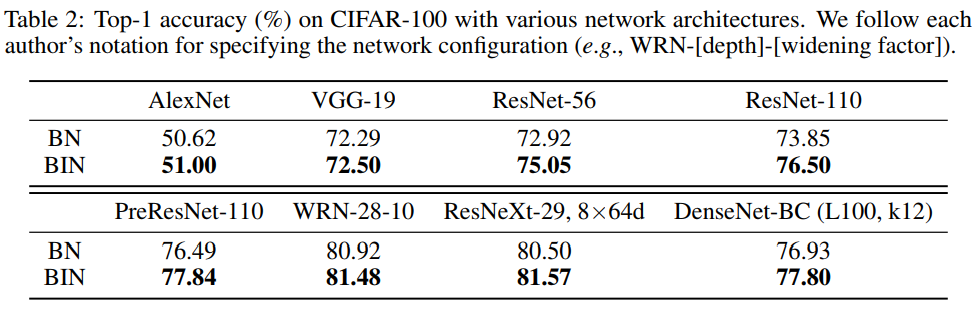 Table 2: Top-1 accuracy (%) on CIFAR-100 with various network architectures. We follow each
author's notation for specifying the network configuration (e.g., WRN-[depth]-[widening factor]).
AlexNet VGG-19 ResNet-56 ResNet-110
BN 50.62 72.29 72.92 73.85
BIN 51.00 72.50 75.05 76.50
PreResNet-110 WRN-28-10 ResNeXt-29, 8×64d DenseNet-BC (L100, k12)
BN 76.49 80.92 80.50 76.93
BIN 77.84 81.48 81.57 77.80